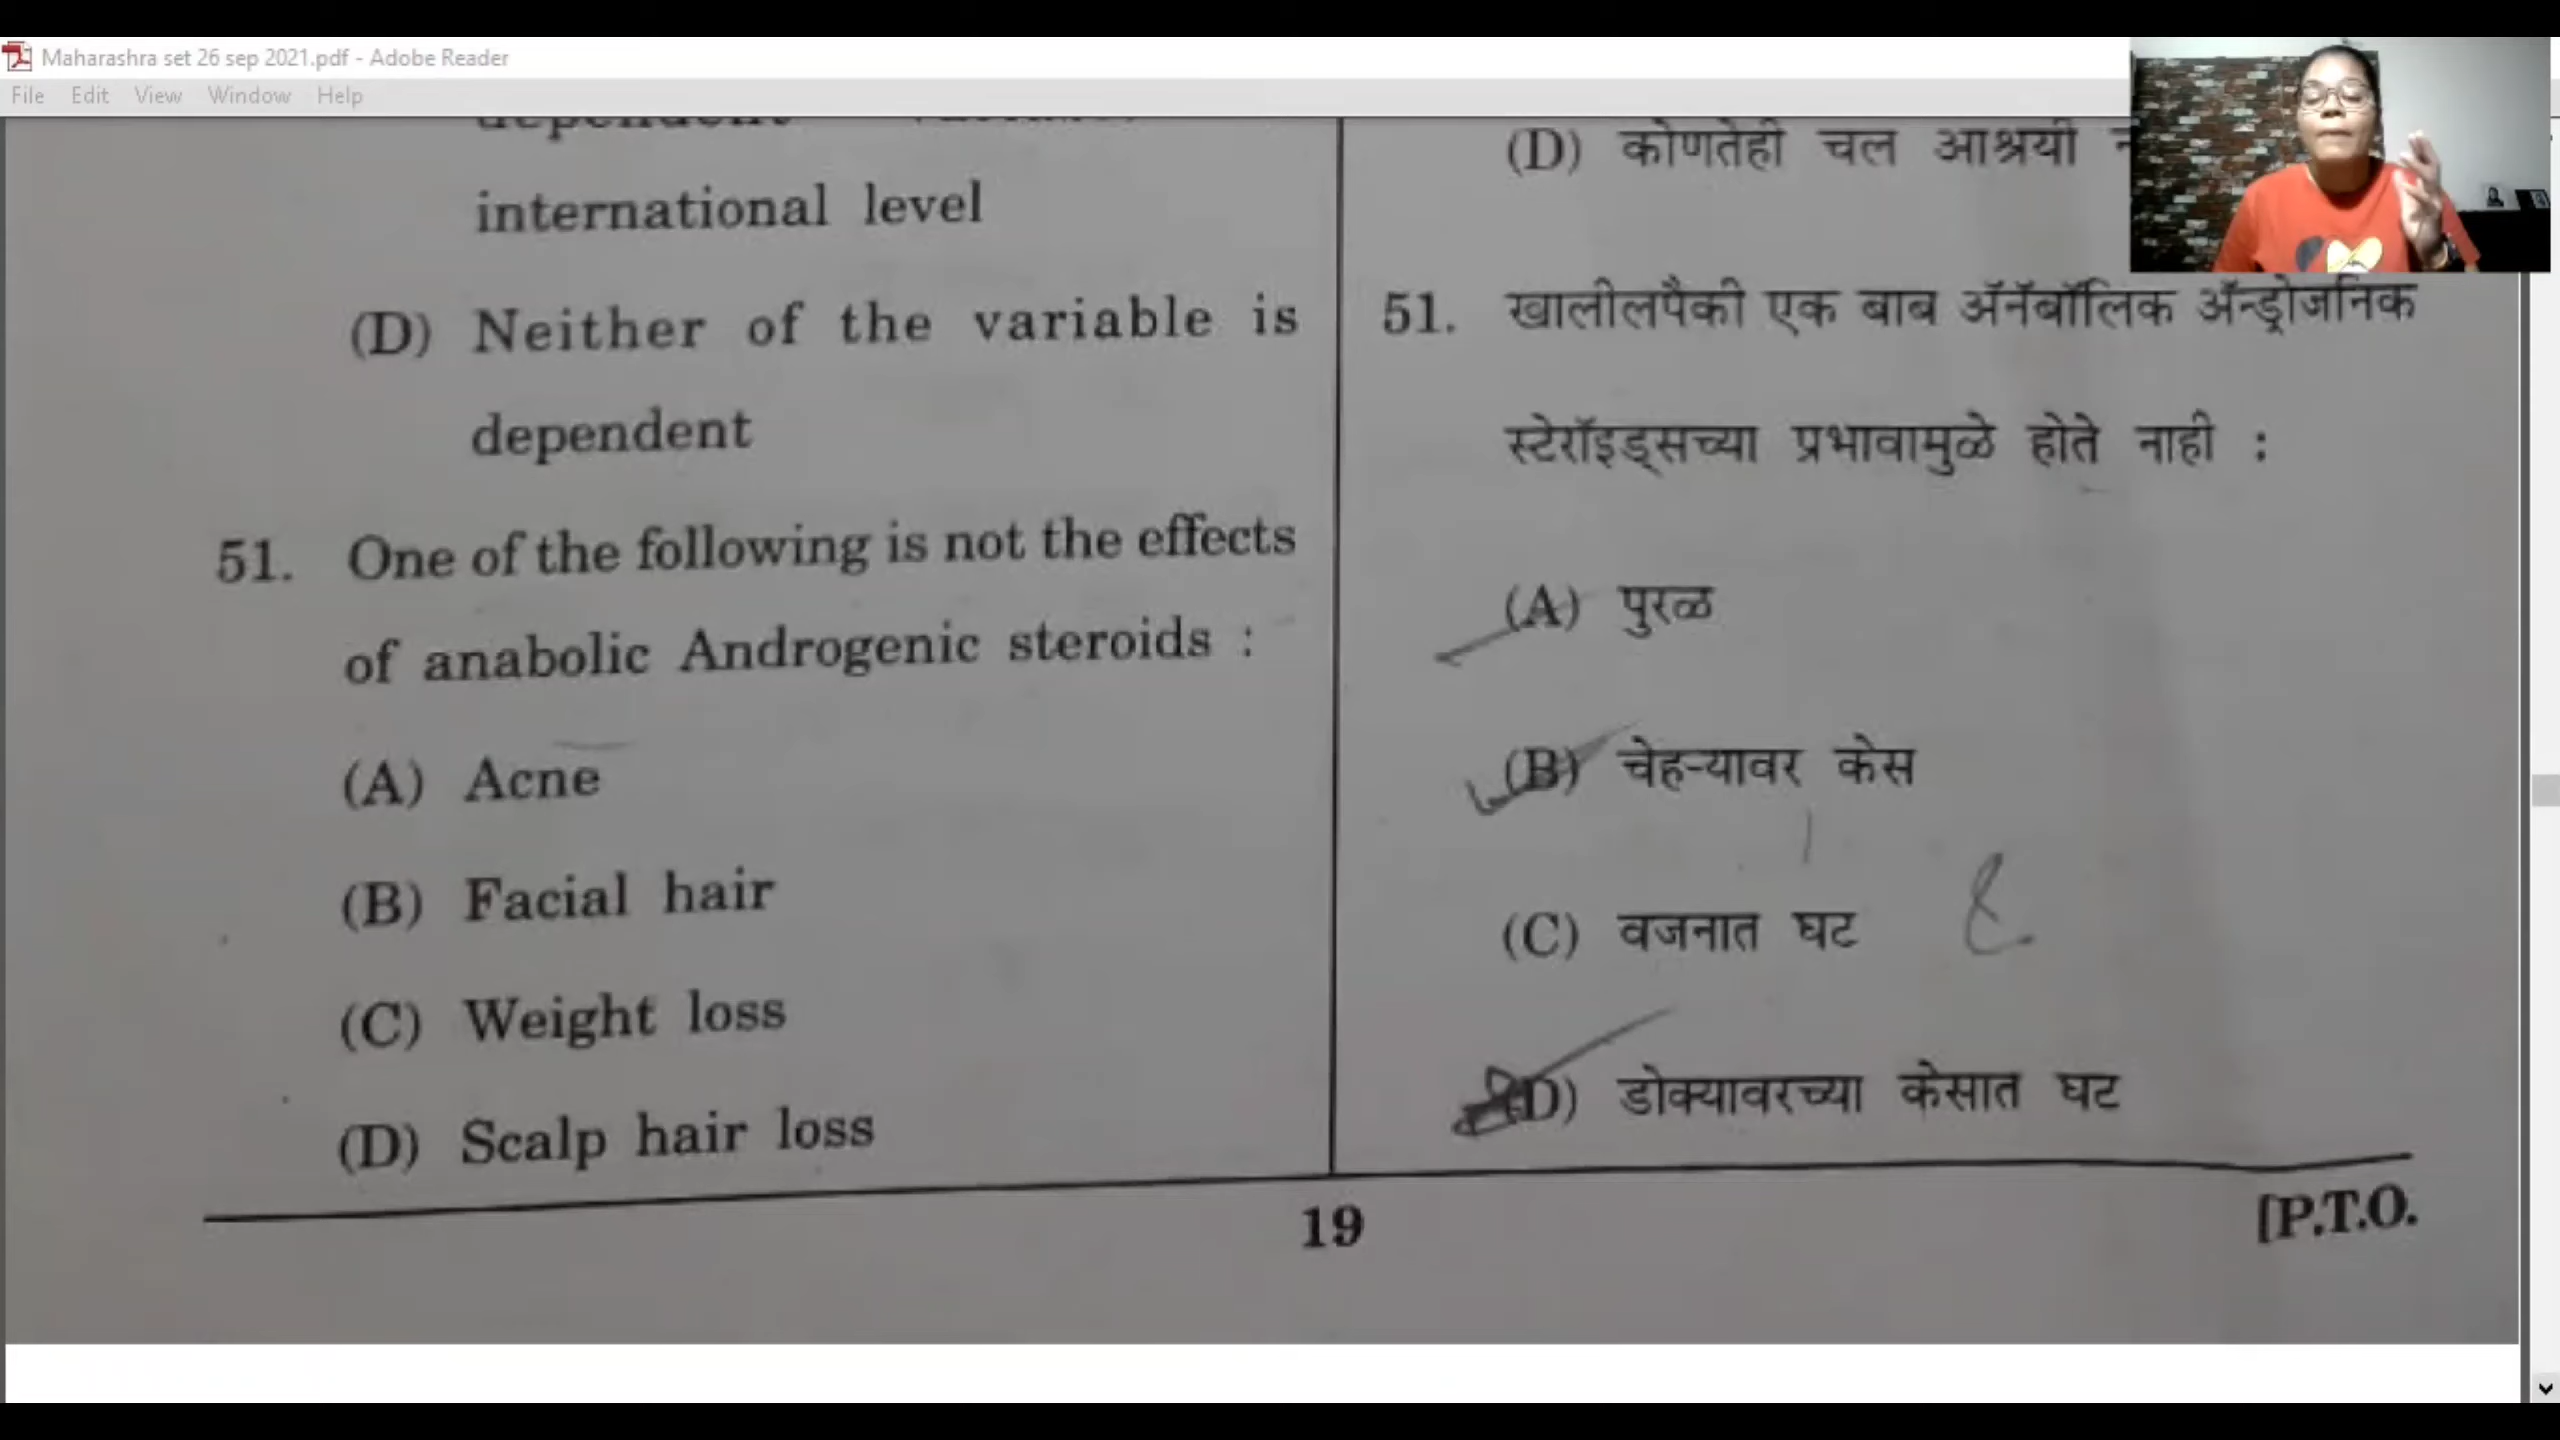 Maharashra set 26 sep 2021.pdf - Adobe Reader
File Edit View Window Help
dependent
international level
(D) Neither of the variable is
dependent
51. One of the following is not the effects
of anabolic Androgenic steroids :
(A) Acne
(B) Facial hair
(C) Weight loss
(D) Scalp hair loss
(D) कोणतेही चल आश्रयी
51. खालीलपैकी एक बाब ॲनॅबॉलिक ॲन्ड्रोजनिक
स्टेरॉइड्सच्या प्रभावामुळे होते नाही :
(A) पुरळ
(B) चेहऱ्यावर केस
(C) वजनात घट
(D) डोक्यावरच्या केसात घट
19
[P.T.O.